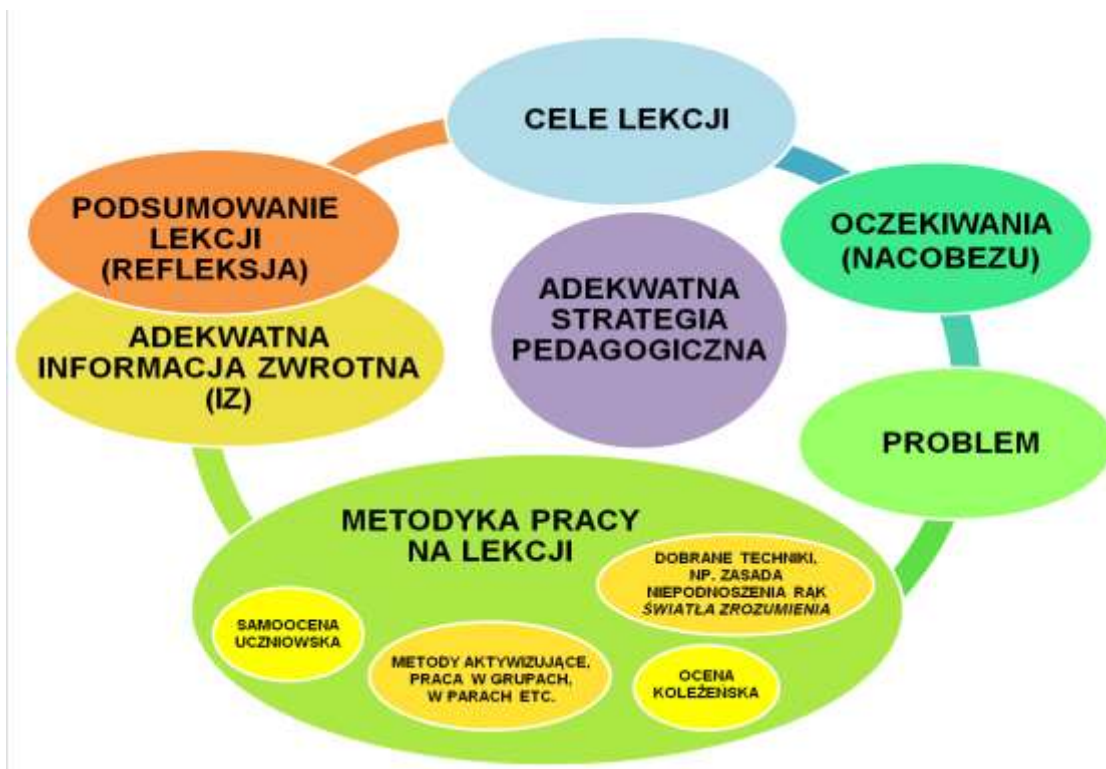 CELE LEKCJI
OCZEKIWANIA
(NACOBEZU)
PROBLEM
METODYKA PRACY
NA LEKCJI
DOBRANE TECHNIKI,
NP. ZASADA
NIEPODNOSZENIA RĄK
ŚWIATŁA ZROZUMIENIA
SAMOOCENA
UCZNIOWSKA
METODY AKTYWIZUJĄCE,
PRACA W GRUPACH,
W PARACH ETC.
OCENA
KOLEŻEŃSKA
ADEKWATNA
INFORMACJA ZWROTNA
(IZ)
PODSUMOWANIE
LEKCJI
(REFLEKSJA)
ADEKWATNA
STRATEGIA
PEDAGOGICZNA